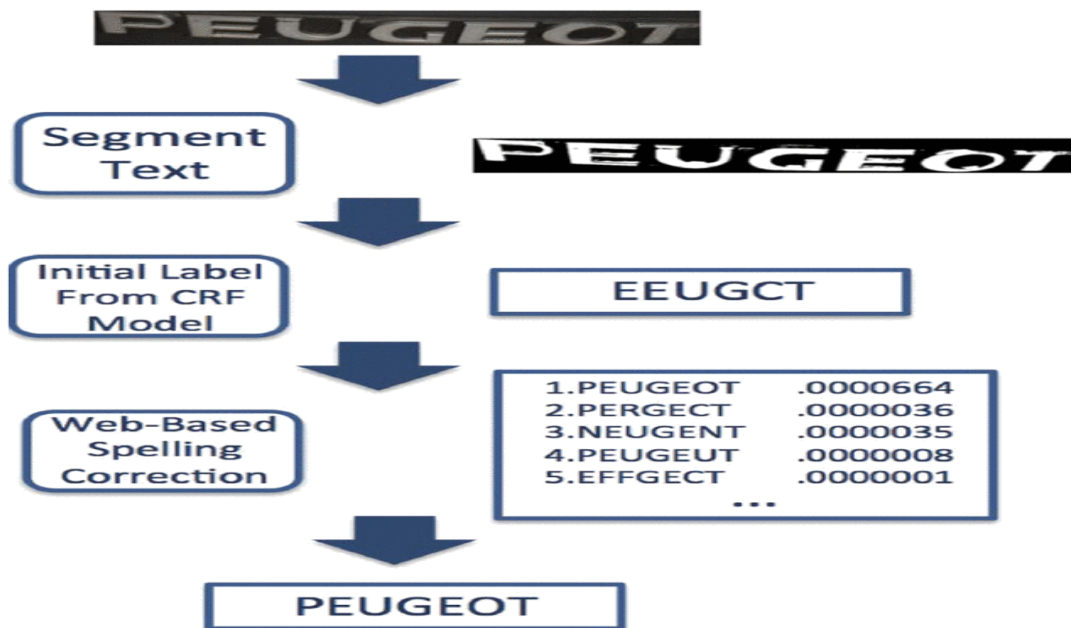 PEUGEOT
Segment
Text
PEUGEOT
Initial Label
From CRF
Model
EEUGCT
Web-Based
Spelling
Correction
1.PEUGEOT .0000664
2.PERGECT .0000036
3.NEUGENT .0000035
4.PEUGEUT .0000008
5.EFFGECT .0000001
...
PEUGEOT